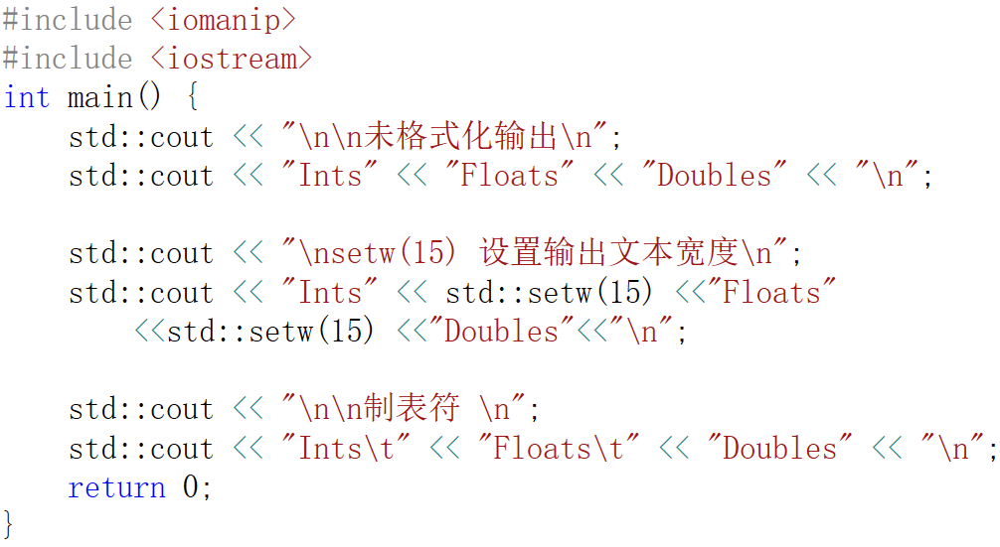 #include <iomanip>
#include <iostream>
int main() {
    std::cout << "\n\n未格式化输出\n";
    std::cout << "Ints" << "Floats" << "Doubles" << "\n";

    std::cout << "\nsetw(15) 设置输出文本宽度\n";
    std::cout << "Ints" << std::setw(15) <<"Floats"
        <<std::setw(15) <<"Doubles"<<"\n";

    std::cout << "\n\n制表符 \n";
    std::cout << "Ints\t" << "Floats\t" << "Doubles" << "\n";
    return 0;
}